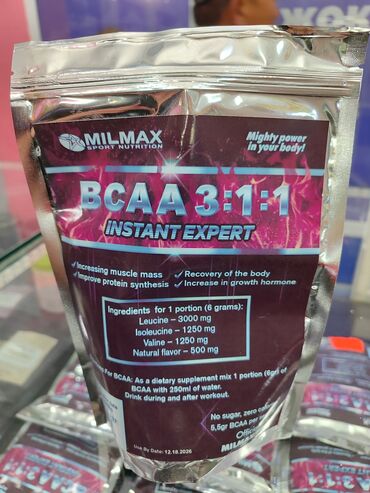 MILMAX
SPORT NUTRITION
Mighty power
in your body!
BCAA 3:1:1
INSTANT EXPERT
✓Increasing muscle mass
✓Improve protein synthesis
✓Recovery of the body
✓Increase in growth hormone
Ingredients for 1 portion (6 grams):
Leucine – 3000 mg
Isoleucine – 1250 mg
Valine – 1250 mg
Natural flavor – 500 mg
For BCAA: As a dietary supplement mix 1 portion (6gr) of
BCAA with 250ml of water.
Drink during and after workout.
No sugar, zero
5,5gr BCAA per
MILMAX
Use By Date: 12.18.2026